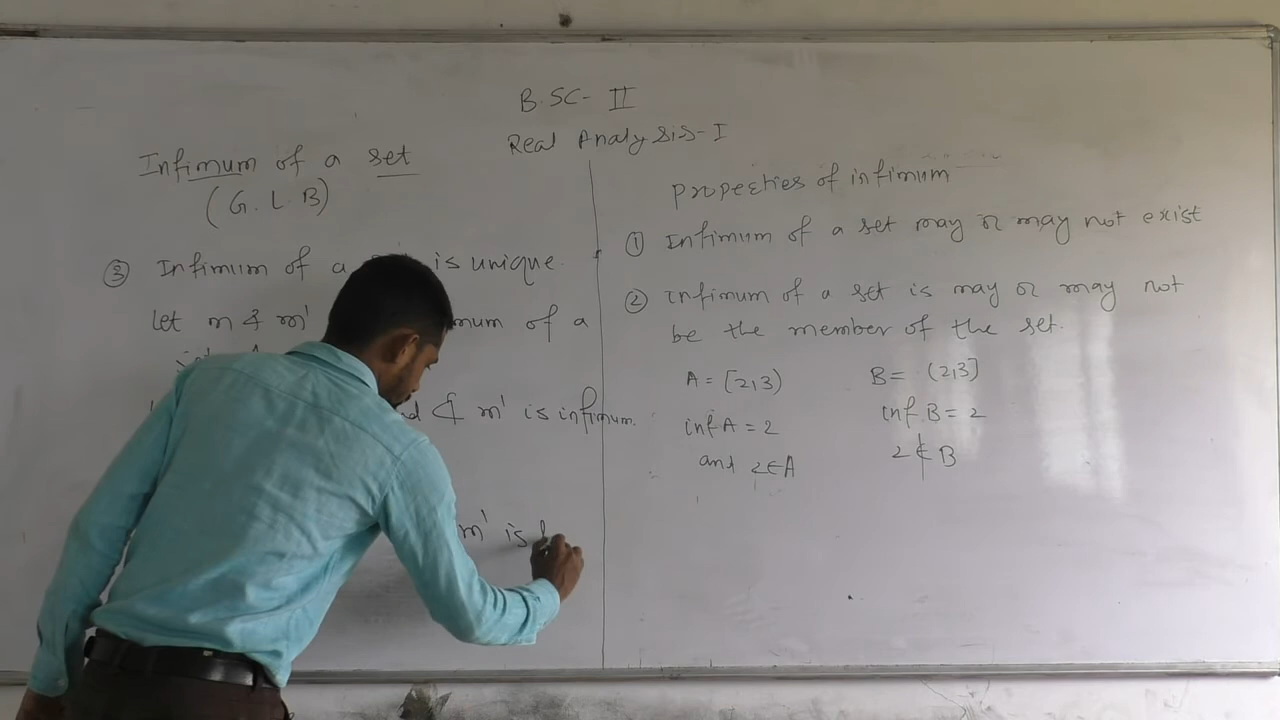 B.SC- II
Real Analysis-I
Infimum of a set
(G.L.B)
③ Infimum of a is unique.
let m & m' mum of a
& m' is infimum.
m' is
Properties of infimum
① Infimum of a set may or may not exist
② infimum of a set is may or may not
be the member of the set.
A = [2,3)
inf A = 2
and 2∈A
B = (2,3]
inf B = 2
2∉B